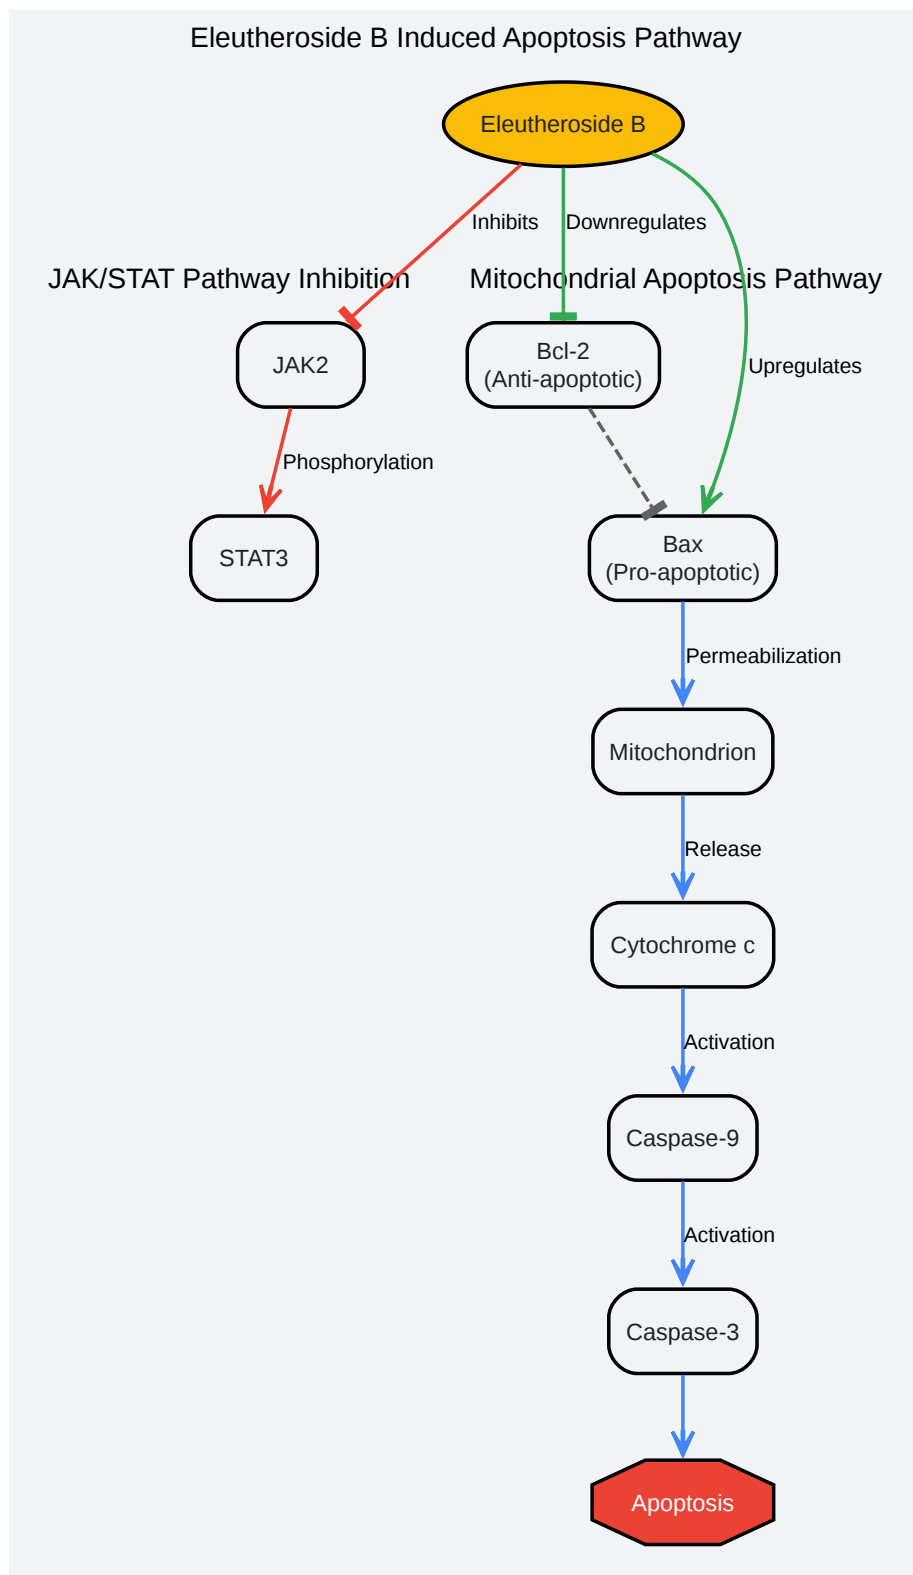 Eleutheroside B Induced Apoptosis Pathway
Eleutheroside B
Inhibits
Downregulates
JAK/STAT Pathway Inhibition
Mitochondrial Apoptosis Pathway
JAK2
Bcl-2
(Anti-apoptotic)
Upregulates
Phosphorylation
STAT3
Bax
(Pro-apoptotic)
Permeabilization
Mitochondrion
Release
Cytochrome c
Activation
Caspase-9
Activation
Caspase-3
Apoptosis